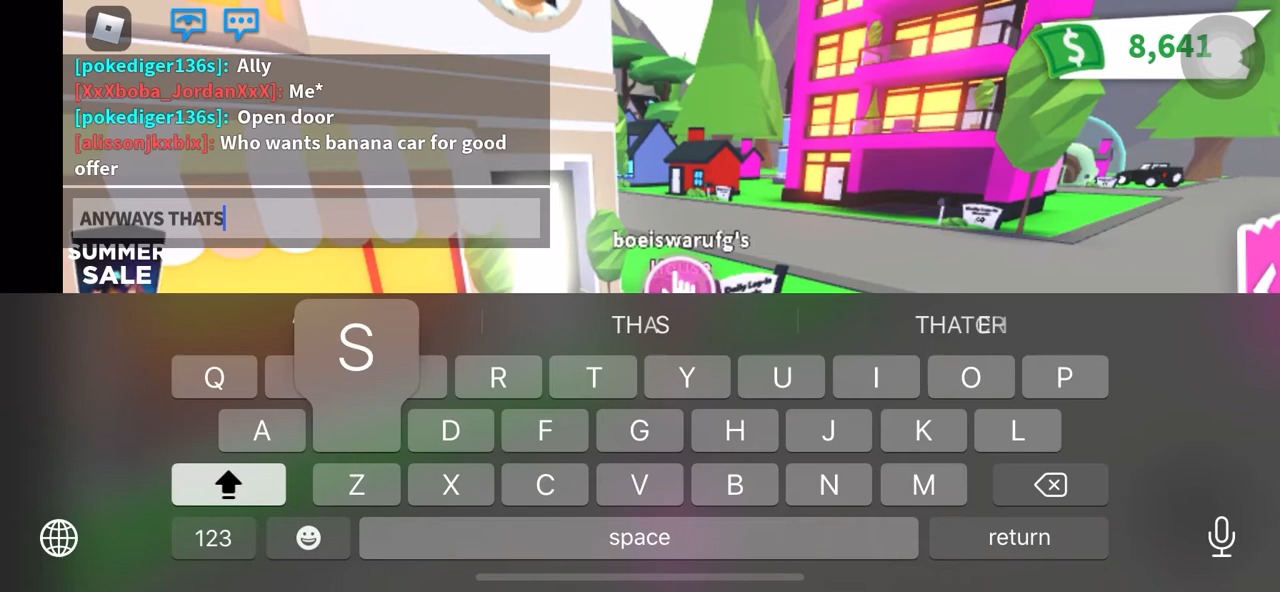 [pokediger136s]: Ally
[XxXboba_JordanXxX]: Me*
[pokediger136s]: Open door
[alissonjkxbix]: Who wants banana car for good
offer
ANYWAYS THATS
8,641
SUMMER
SALE
boeiswarufg's
House
S
THAS
Q R T Y U I O P
A D F G H J K L
Z X C V B N M
123 space return